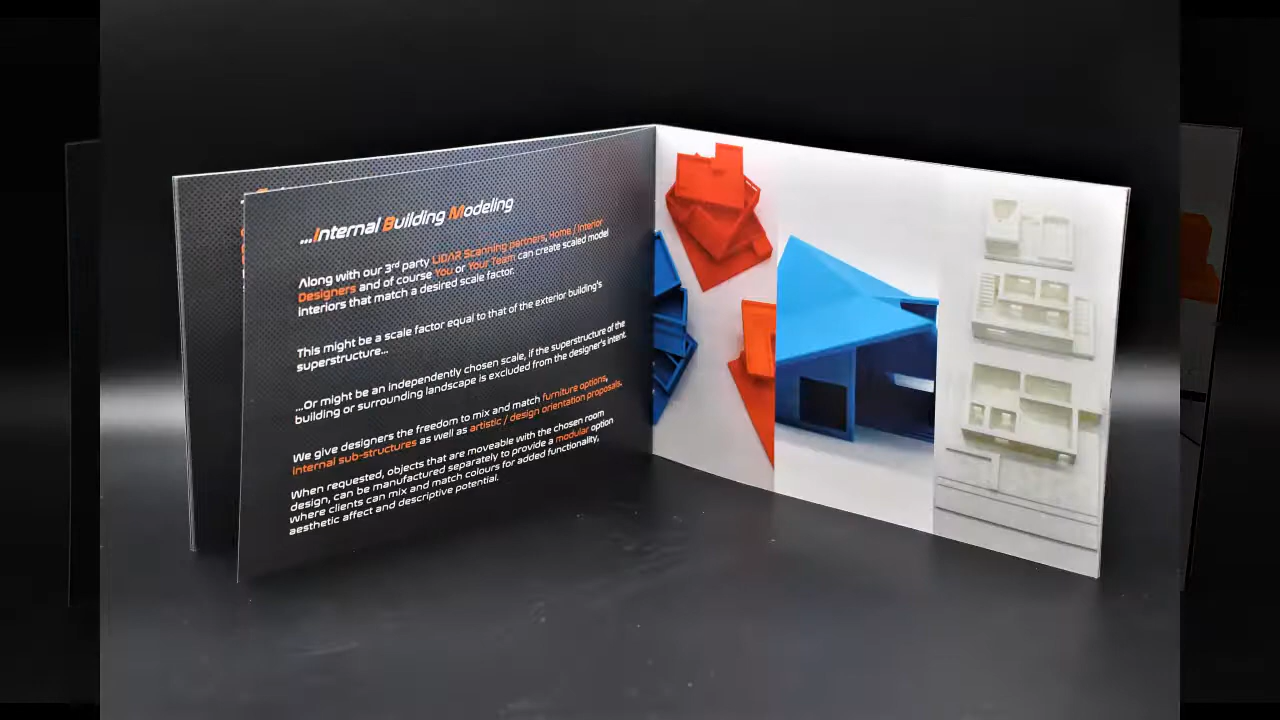 ...Internal Building Modeling
Along with our 3rd party LiDAR Scanning partners, Home / Interior
Designers and of course You or Your Team can create scaled model
interiors that match a desired scale factor.
This might be a scale factor equal to that of the exterior building's
superstructure...
...Or might be an independently chosen scale, if the superstructure of the
building or surrounding landscape is excluded from the designer's intent.
We give designers the freedom to mix and match furniture options,
internal sub-structures as well as artistic / design orientation proposals.
When requested, objects that are moveable with the chosen room
design, can be manufactured separately to provide a modular option
where clients can mix and match colours for added functionality,
aesthetic affect and descriptive potential.